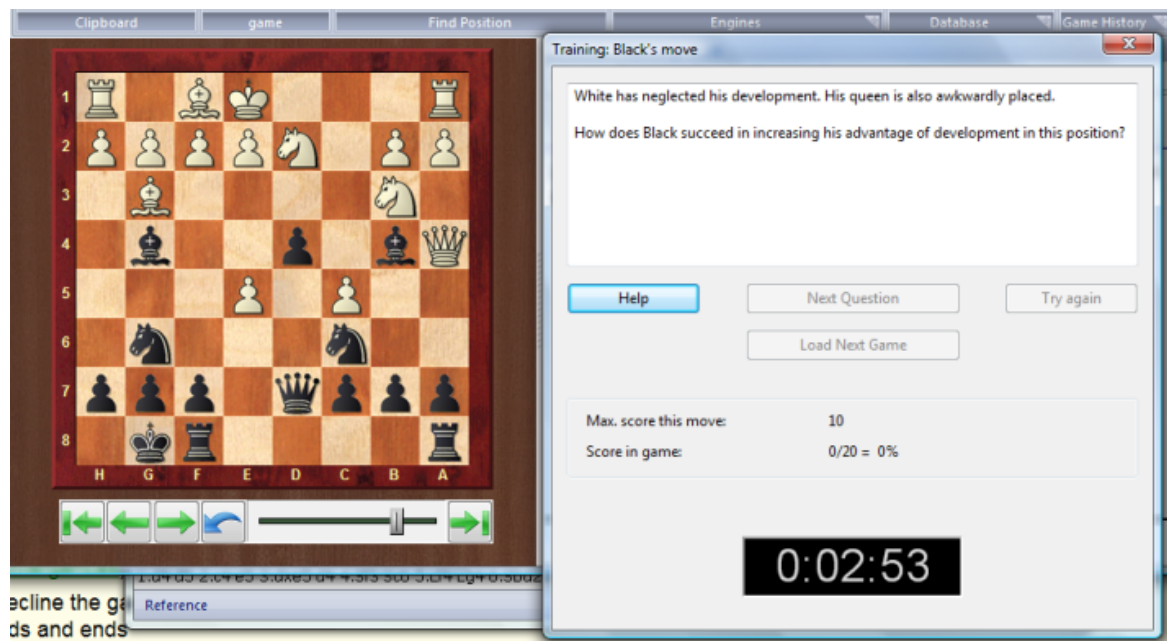 Clipboard game Find Position Engines Database Game History
Training: Black's move
White has neglected his development. His queen is also awkwardly placed.
How does Black succeed in increasing his advantage of development in this position?
1
2
3
4
5
6
7
8
H G F E D C B A
Help Next Question Try again
Load Next Game
Max. score this move: 10
Score in game: 0/20 = 0%
0:02:53
Reference
ecline the ga
ds and ends